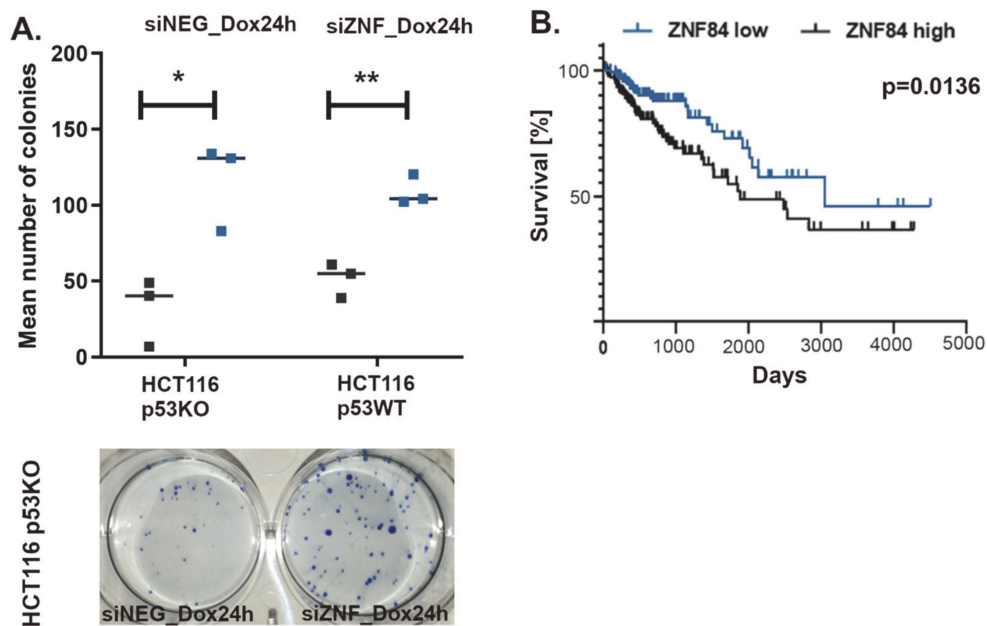 A.
siNEG_Dox24h siZNF_Dox24h
Mean number of colonies
200
150
100
50
0
* **
HCT116
p53KO
HCT116
p53WT
HCT116 p53KO
siNEG_Dox24h siZNF_Dox24h
B.
ZNF84 low ZNF84 high
p=0.0136
Survival [%]
100
50
0 1000 2000 3000 4000 5000
Days